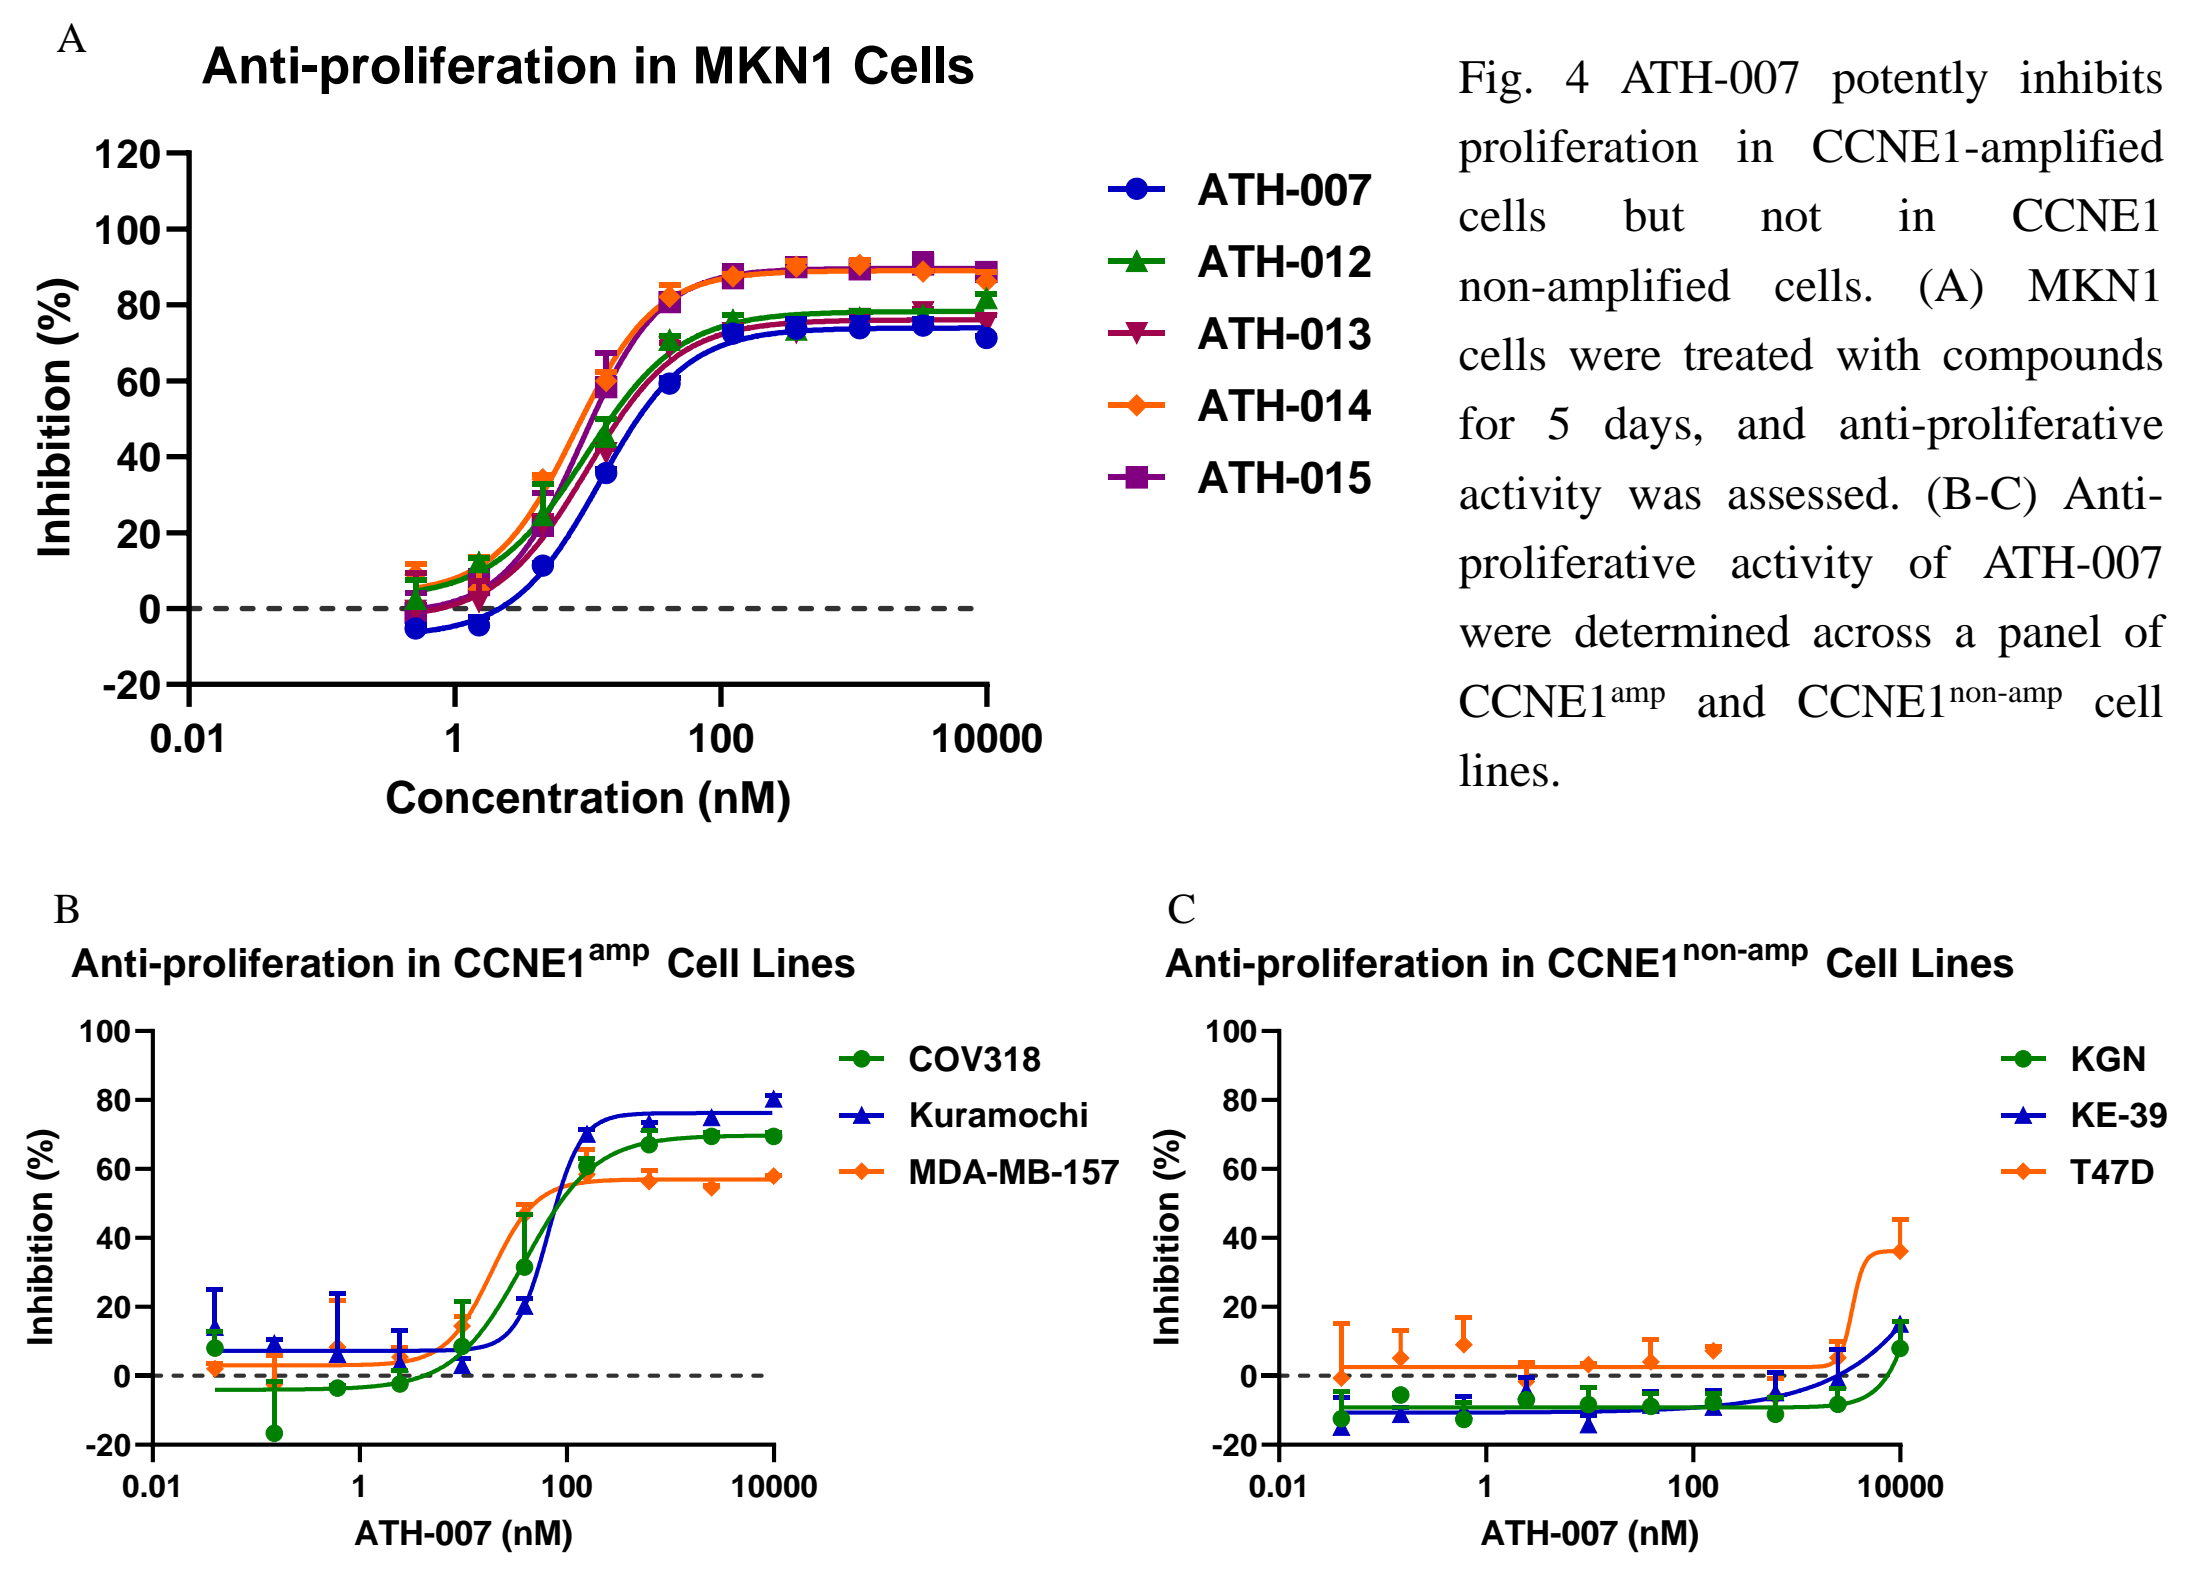 A
Anti-proliferation in MKN1 Cells
120
100
80
60
40
20
0
-20
Inhibition (%)
0.01
1
100
10000
Concentration (nM)
ATH-007
ATH-012
ATH-013
ATH-014
ATH-015
Fig. 4 ATH-007 potently inhibits
proliferation in CCNE1-amplified
cells but not in CCNE1
non-amplified cells. (A) MKN1
cells were treated with compounds
for 5 days, and anti-proliferative
activity was assessed. (B-C) Anti-
proliferative activity of ATH-007
were determined across a panel of
CCNE1amp and CCNE1non-amp cell
lines.
B
Anti-proliferation in CCNE1amp Cell Lines
100
80
60
40
20
0
-20
Inhibition (%)
0.01
1
100
10000
ATH-007 (nM)
COV318
Kuramochi
MDA-MB-157
C
Anti-proliferation in CCNE1non-amp Cell Lines
100
80
60
40
20
0
-20
Inhibition (%)
0.01
1
100
10000
ATH-007 (nM)
KGN
KE-39
T47D